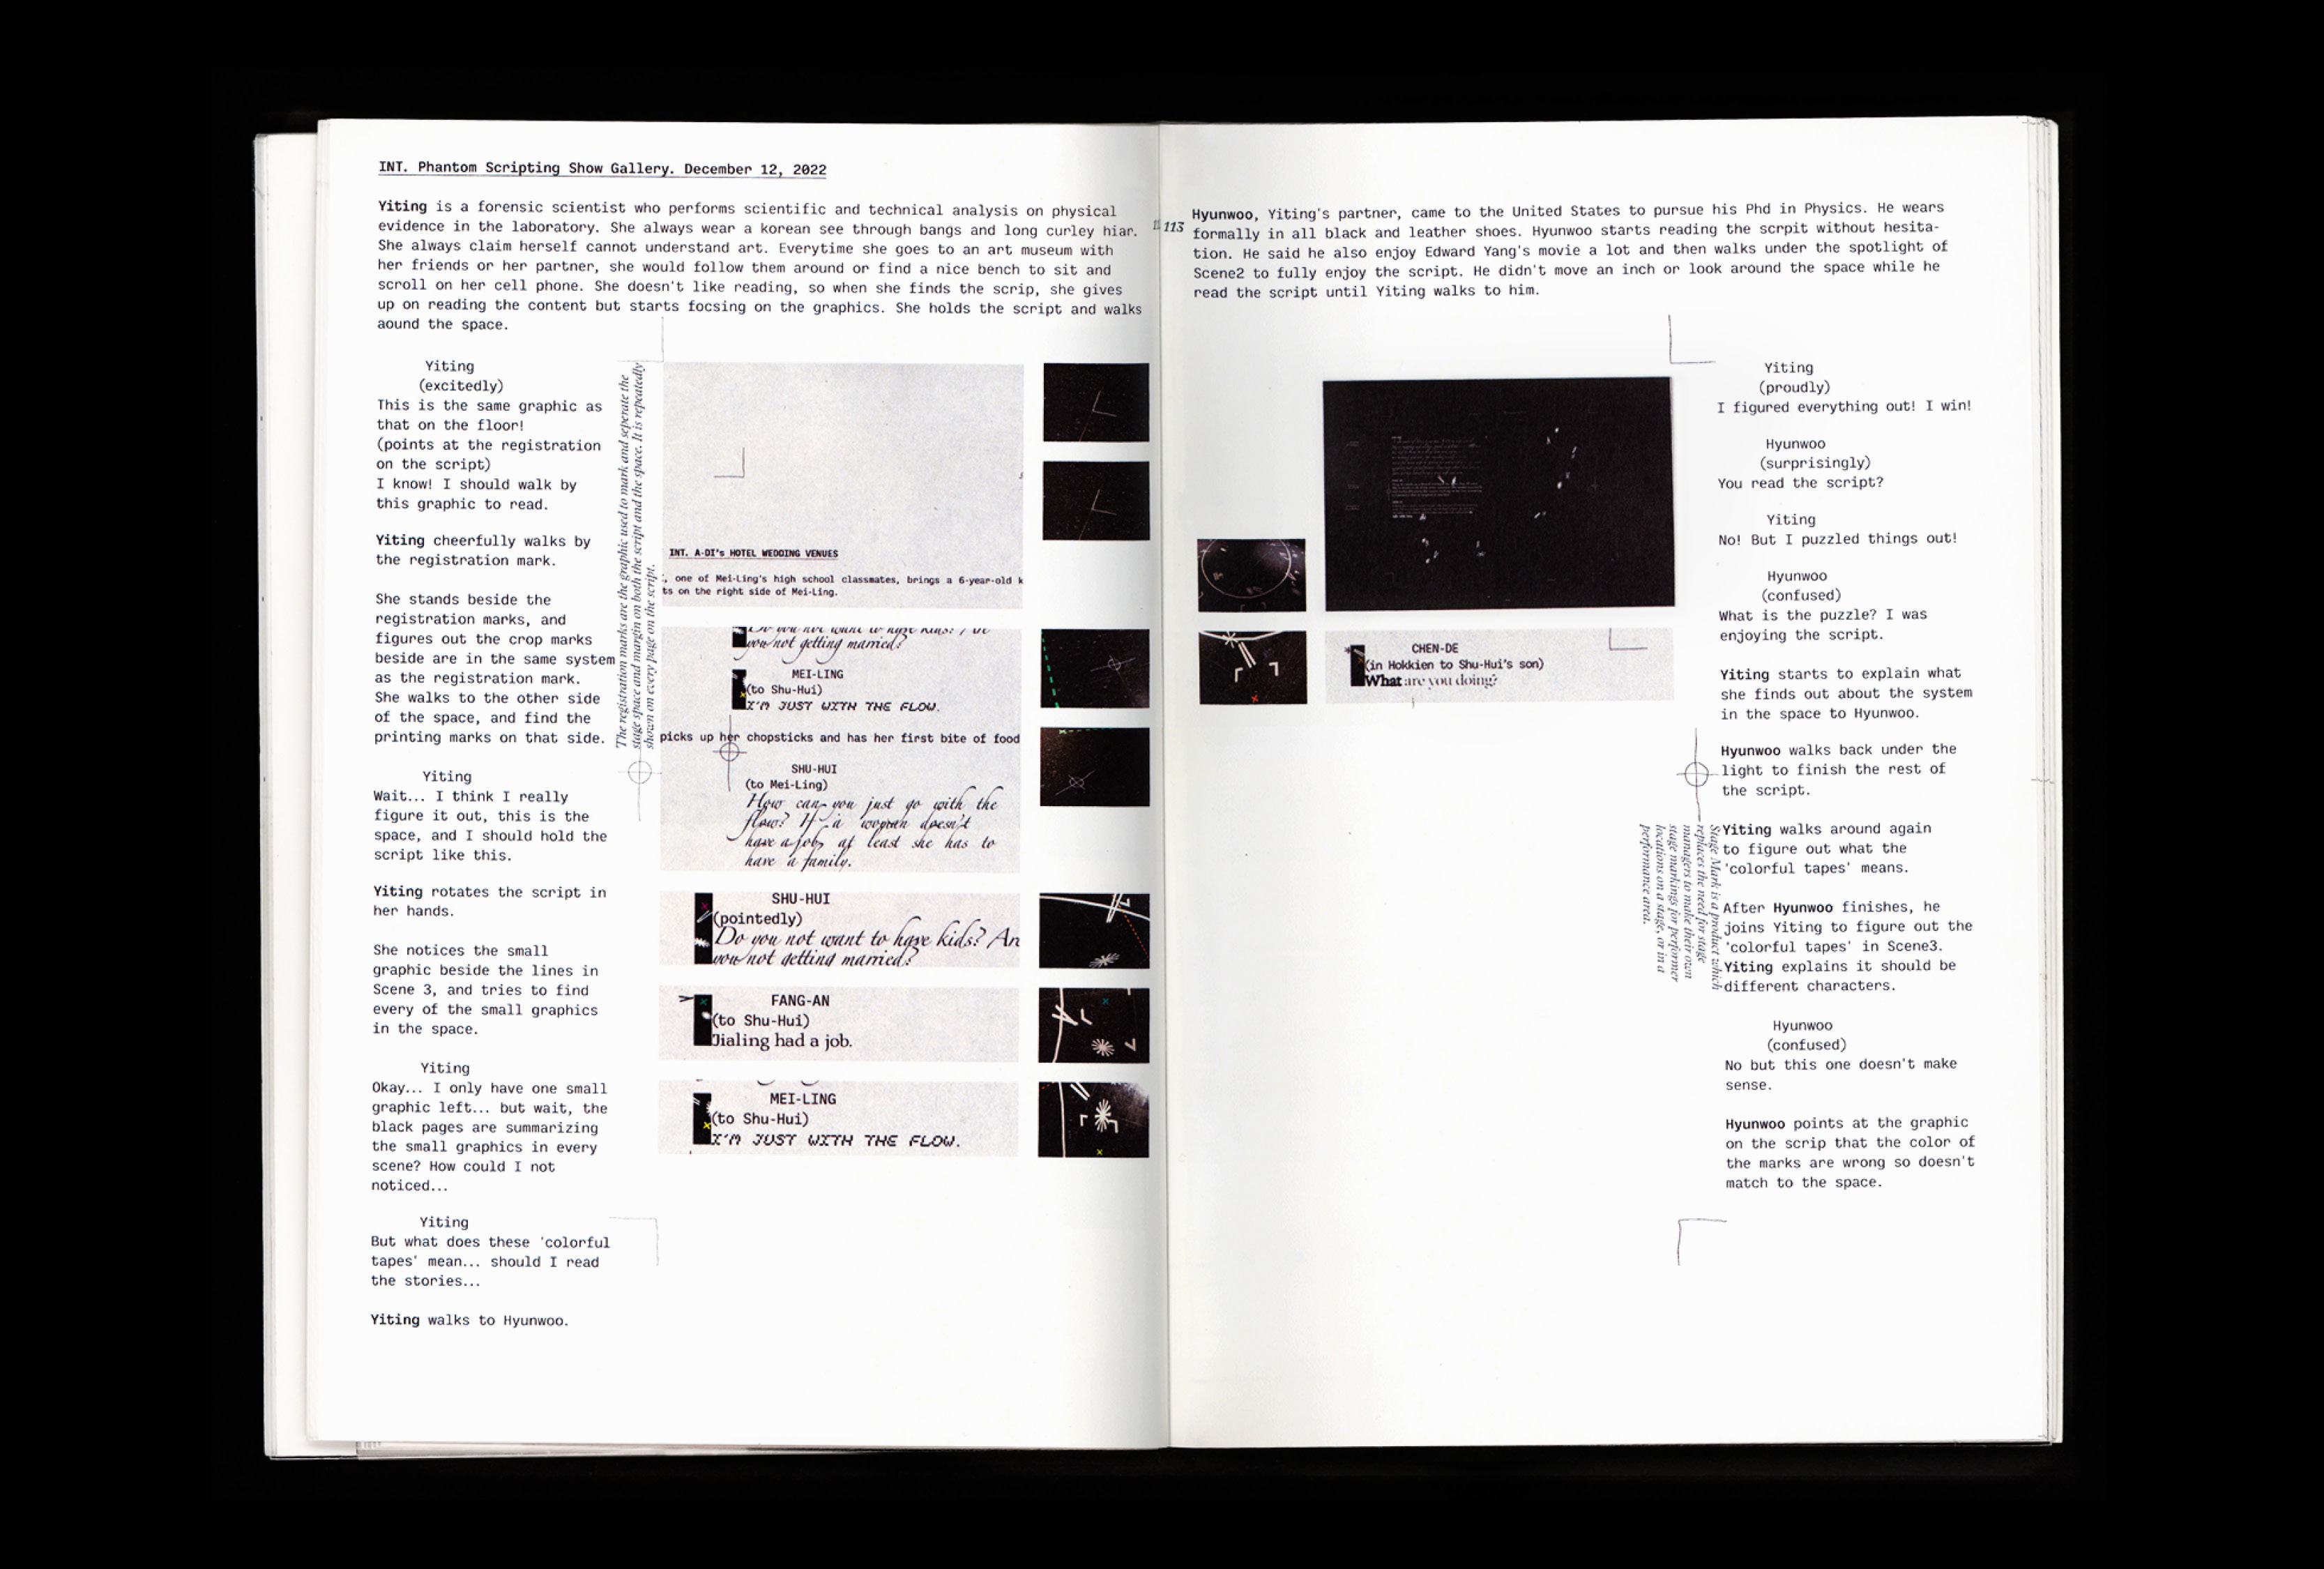 INT. Phantom Scripting Show Gallery. December 12, 2022
Yiting is a forensic scientist who performs scientific and technical analysis on physical
evidence in the laboratory. She always wear a korean see through bangs and long curley hiar.
She always claim herself cannot understand art. Everytime she goes to an art museum with
her friends or her partner, she would follow them around or find a nice bench to sit and
scroll on her cell phone. She doesn't like reading, so when she finds the scrip, she gives
up on reading the content but starts focsing on the graphics. She holds the script and walks
aound the space.
Yiting
(excitedly)
This is the same graphic as
that on the floor!
(points at the registration
on the script)
I know! I should walk by
this graphic to read.
Yiting cheerfully walks by
the registration mark.
She stands beside the
registration marks, and
figures out the crop marks
beside are in the same system
as the registration mark.
She walks to the other side
of the space, and find the
printing marks on that side.
Yiting
Wait... I think I really
figure it out, this is the
space, and I should hold the
script like this.
Yiting rotates the script in
her hands.
She notices the small
graphic beside the lines in
Scene 3, and tries to find
every of the small graphics
in the space.
Yiting
Okay... I only have one small
graphic left... but wait, the
black pages are summarizing
the small graphics in every
scene? How could I not
noticed...
Yiting
But what does these 'colorful
tapes' mean... should I read
the stories...
Yiting walks to Hyunwoo.
The registration marks are the graphic used to mark and seperate the
stage space and margin on both the script and the space. It is repeatedly
shown on every page on the script.
INT. A-DI's HOTEL WEDDING VENUES
, one of Mei-Ling's high school classmates, brings a 6-year-old k
ts on the right side of Mei-Ling.
Do you not want to have kids? Are
you not getting married?
MEI-LING
(to Shu-Hui)
I'M JUST WITH THE FLOW.
picks up her chopsticks and has her first bite of food
SHU-HUI
(to Mei-Ling)
How can you just go with the
flow? If a woman doesn't
have a job, at least she has to
have a family.
SHU-HUI
(pointedly)
Do you not want to have kids? Ar
you not getting married?
FANG-AN
(to Shu-Hui)
Jialing had a job.
MEI-LING
(to Shu-Hui)
I'M JUST WITH THE FLOW.
113
Hyunwoo, Yiting's partner, came to the United States to pursue his Phd in Physics. He wears
formally in all black and leather shoes. Hyunwoo starts reading the scrpit without hesita-
tion. He said he also enjoy Edward Yang's movie a lot and then walks under the spotlight of
Scene2 to fully enjoy the script. He didn't move an inch or look around the space while he
read the script until Yiting walks to him.
CHEN-DE
(in Hokkien to Shu-Hui's son)
What are you doing?
Yiting
(proudly)
I figured everything out! I win!
Hyunwoo
(surprisingly)
You read the script?
Yiting
No! But I puzzled things out!
Hyunwoo
(confused)
What is the puzzle? I was
enjoying the script.
Yiting starts to explain what
she finds out about the system
in the space to Hyunwoo.
Hyunwoo walks back under the
light to finish the rest of
the script.
Yiting walks around again
to figure out what the
'colorful tapes' means.
After Hyunwoo finishes, he
joins Yiting to figure out the
'colorful tapes' in Scene3.
Yiting explains it should be
different characters.
Hyunwoo
(confused)
No but this one doesn't make
sense.
Hyunwoo points at the graphic
on the scrip that the color of
the marks are wrong so doesn't
match to the space.
Stage Mark is a product which
replaces the need for stage
managers to make their own
stage markings for performer
locations on a stage, or in a
performance area.